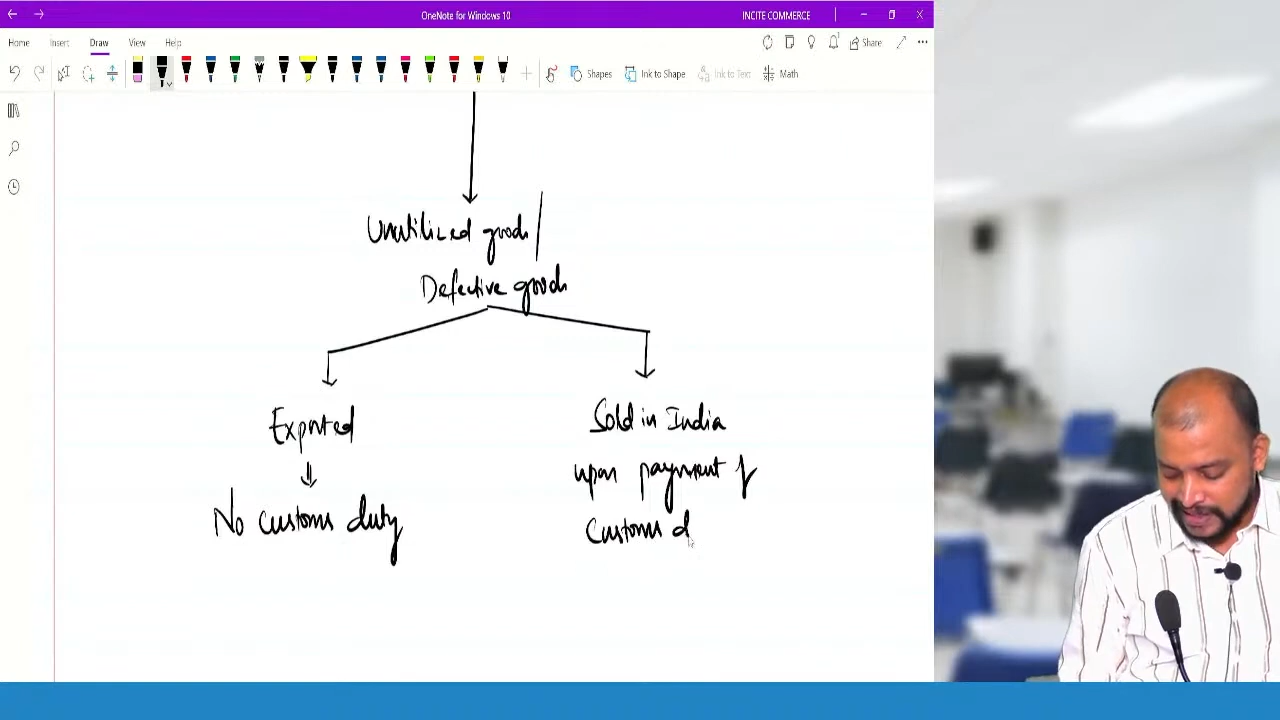 OneNote for Windows 10
INCITE COMMERCE
Home Insert Draw View Help
Share
Shapes Ink to Shape Ink to Text Math
Unutilized goods/
Defective goods
Exported
Sold in India
upon payment of
No customs duty
Customs d